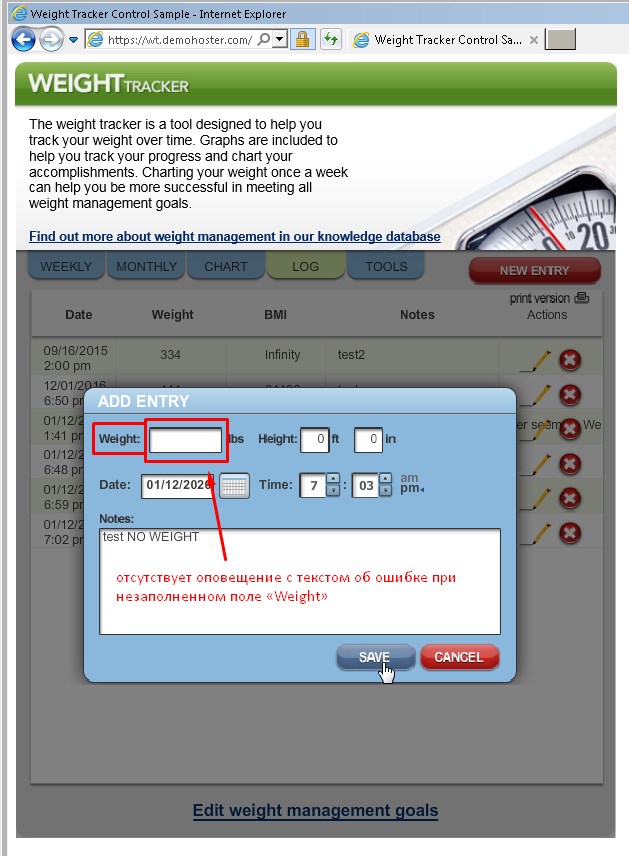 Weight Tracker Control Sample - Internet Explorer
https://wt.demohoster.com/
Weight Tracker Control Sa...
WEIGHTTRACKER
The weight tracker is a tool designed to help you
track your weight over time. Graphs are included to
help you track your progress and chart your
accomplishments. Charting your weight once a week
can help you be more successful in meeting all
weight management goals.
Find out more about weight management in our knowledge database
20
WEEKLY MONTHLY CHART LOG TOOLS NEW ENTRY
print version
Date Weight BMI Notes Actions
09/16/2015 334 Infinity test2
2:00 pm
12/01/2016
6:50 p
ADD ENTRY
01/12/2
1:41 p
er seem We
Weight: lbs Height: 0 ft 0 in
01/12/2
6:48 p
Date: 01/12/2020 Time: 7 : 03 am
pm
01/12/2
6:59 p
Notes:
01/12/2
7:02 p
test NO WEIGHT
отсутствует оповещение с текстом об ошибке при
незаполненном поле «Weight»
SAVE CANCEL
Edit weight management goals